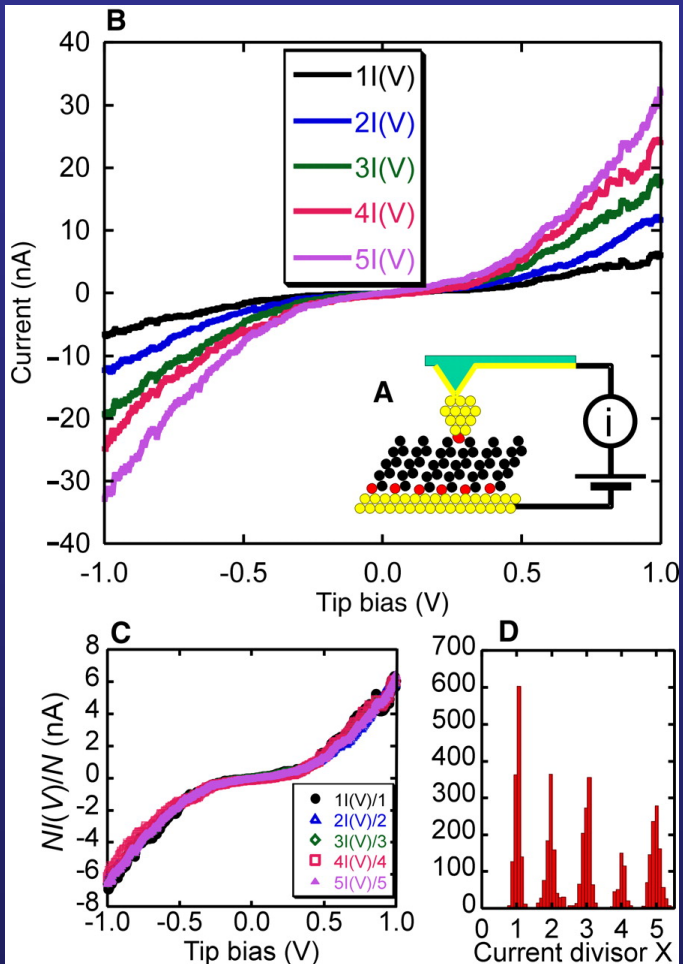 B
40
30
20
10
0
−10
−20
−30
−40
Current (nA)
1I(V)
2I(V)
3I(V)
4I(V)
5I(V)
A
i
-1.0 -0.5 0.0 0.5 1.0
Tip bias (V)
C
8
6
4
2
0
-2
-4
-6
-8
NI(V)/N (nA)
1I(V)/1
2I(V)/2
3I(V)/3
4I(V)/4
5I(V)/5
-1.0 -0.5 0.0 0.5 1.0
Tip bias (V)
D
700
600
500
400
300
200
100
0
0 1 2 3 4 5
Current divisor X